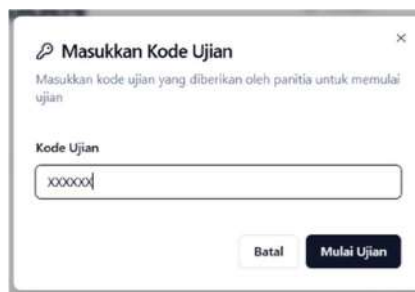 Masukkan Kode Ujian
Masukkan kode ujian yang diberikan oleh panitia untuk memulai
ujian
Kode Ujian
xxxxxx
Batal
Mulai Ujian